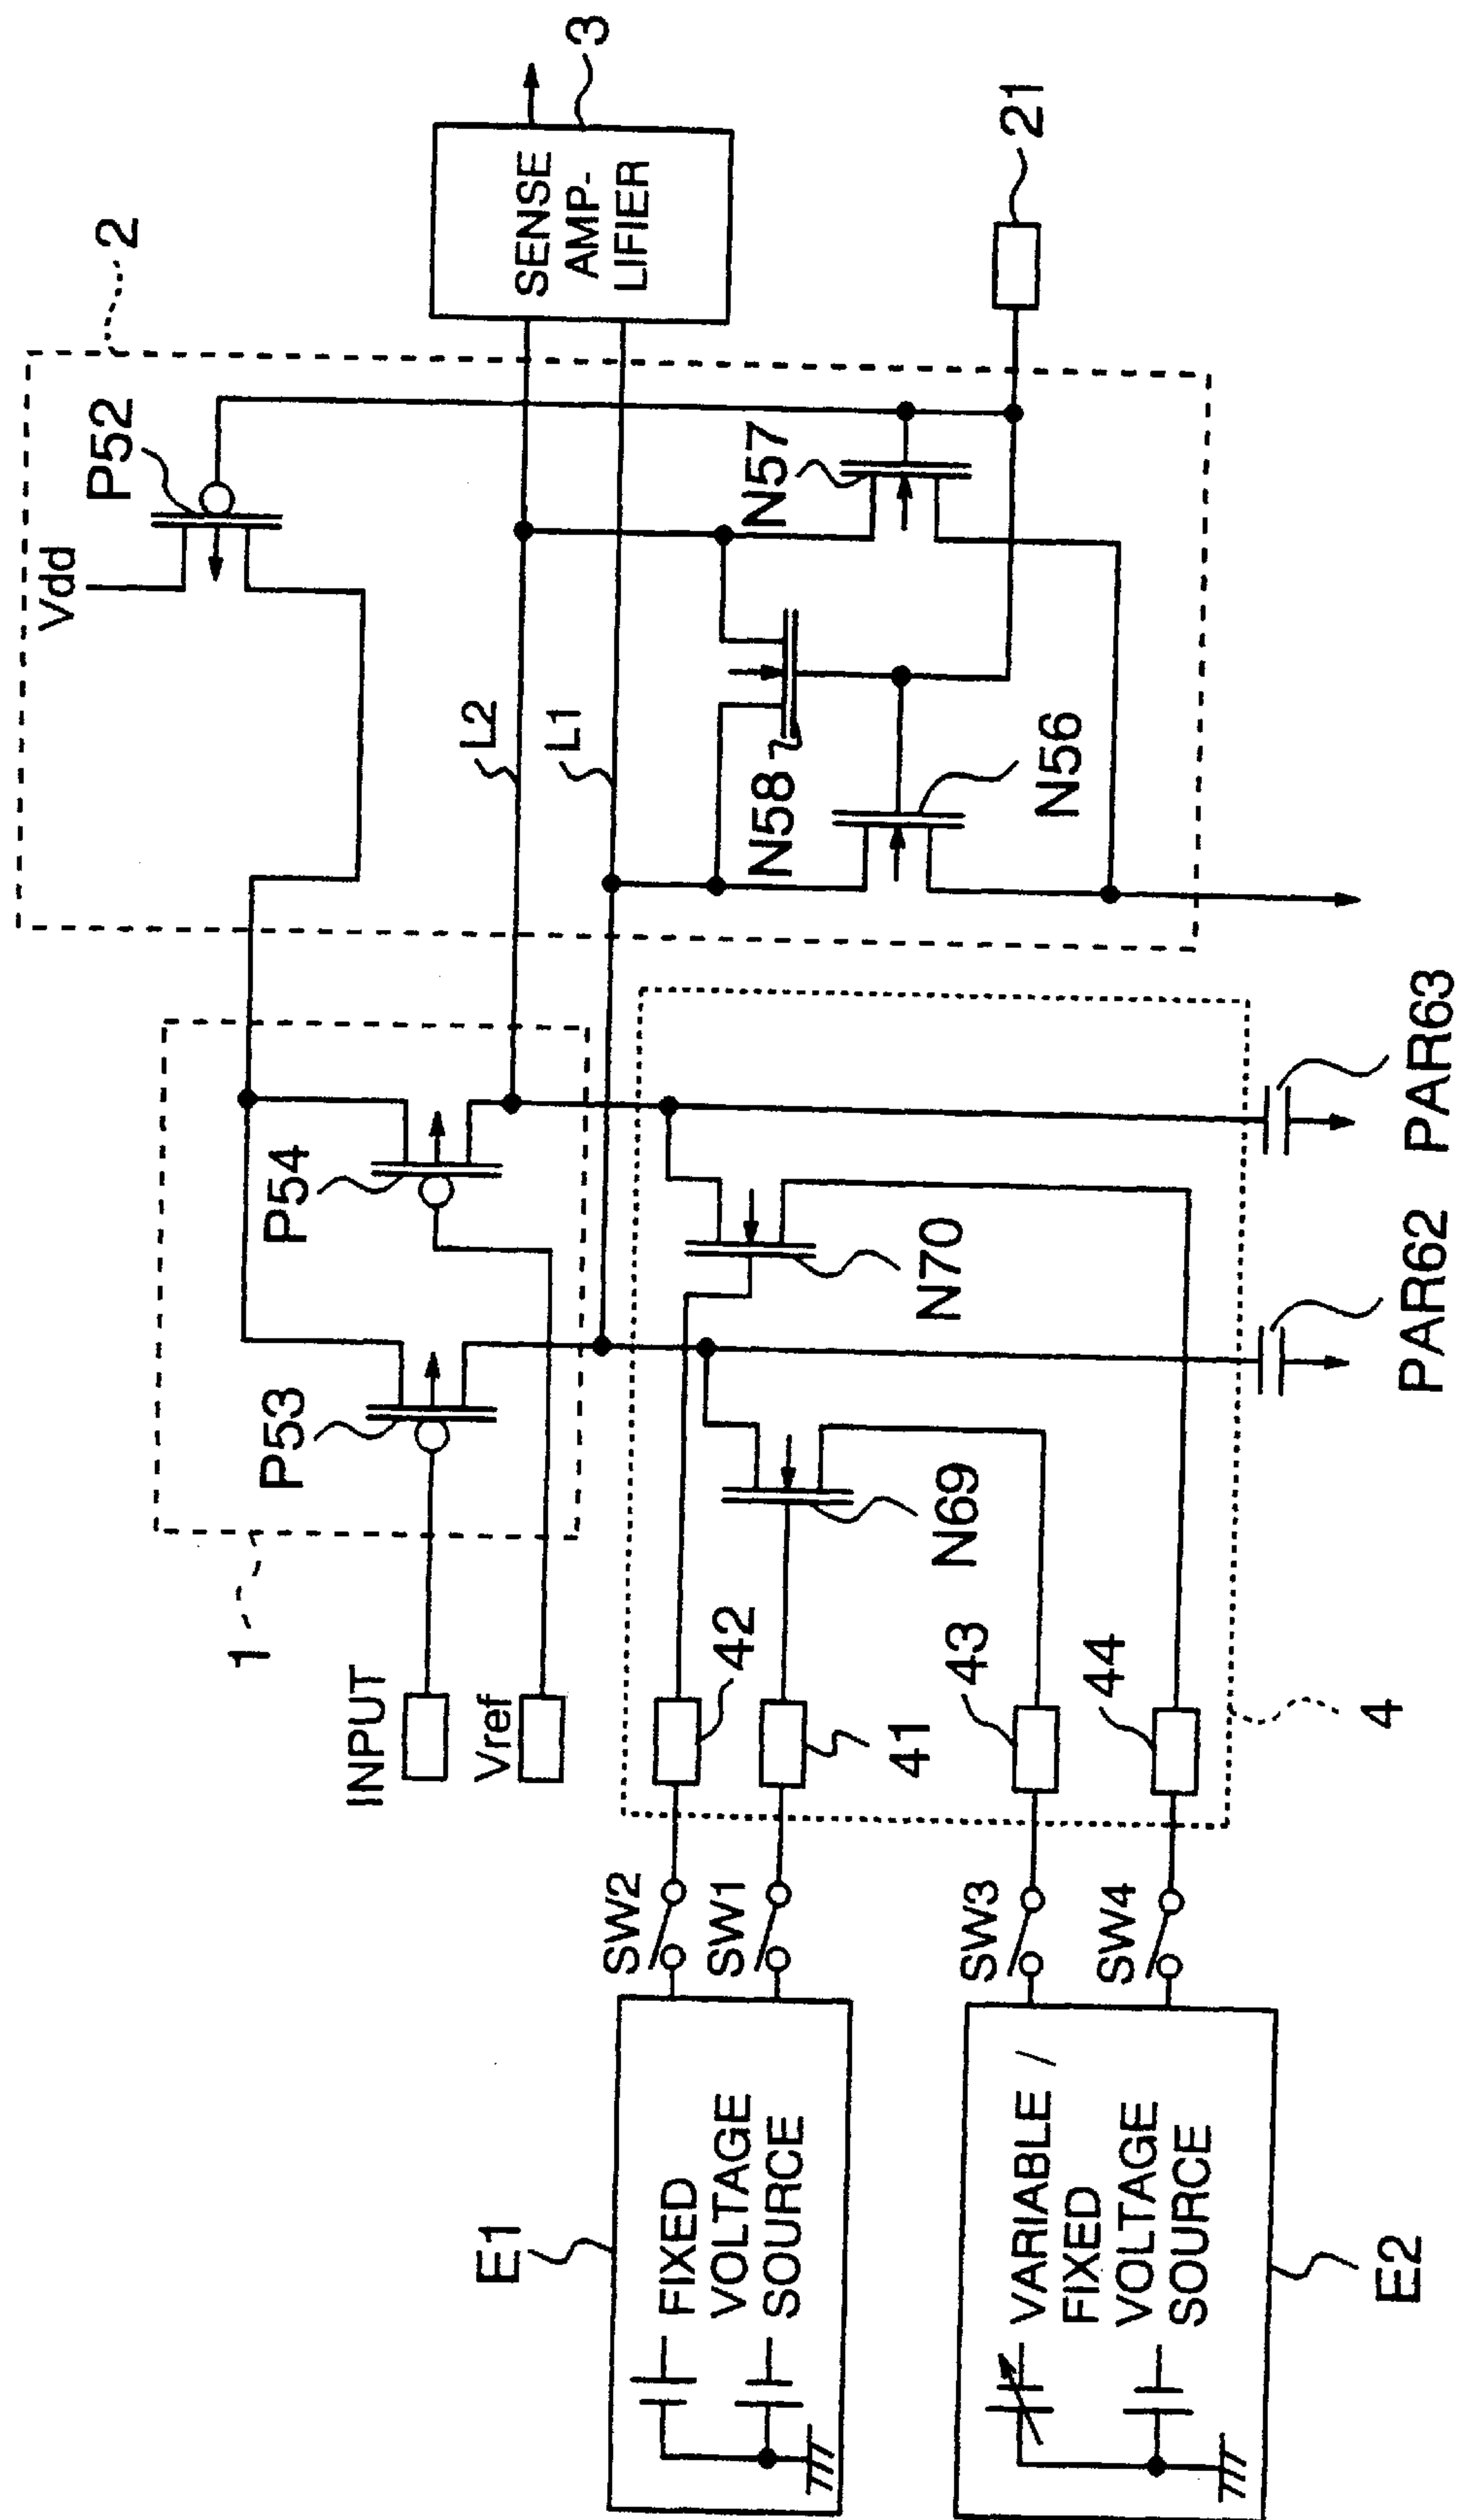 Vdd
P52
2
3
SENSE
AMP-
LIFIER
L2
L1
N57
N58
N56
21
1
P53
P54
INPUT
Vref
42
41
N69
N70
43
44
4
PAR62
PAR63
SW2
SW1
SW3
SW4
E1
FIXED
VOLTAGE
SOURCE
VARIABLE /
FIXED
VOLTAGE
SOURCE
E2